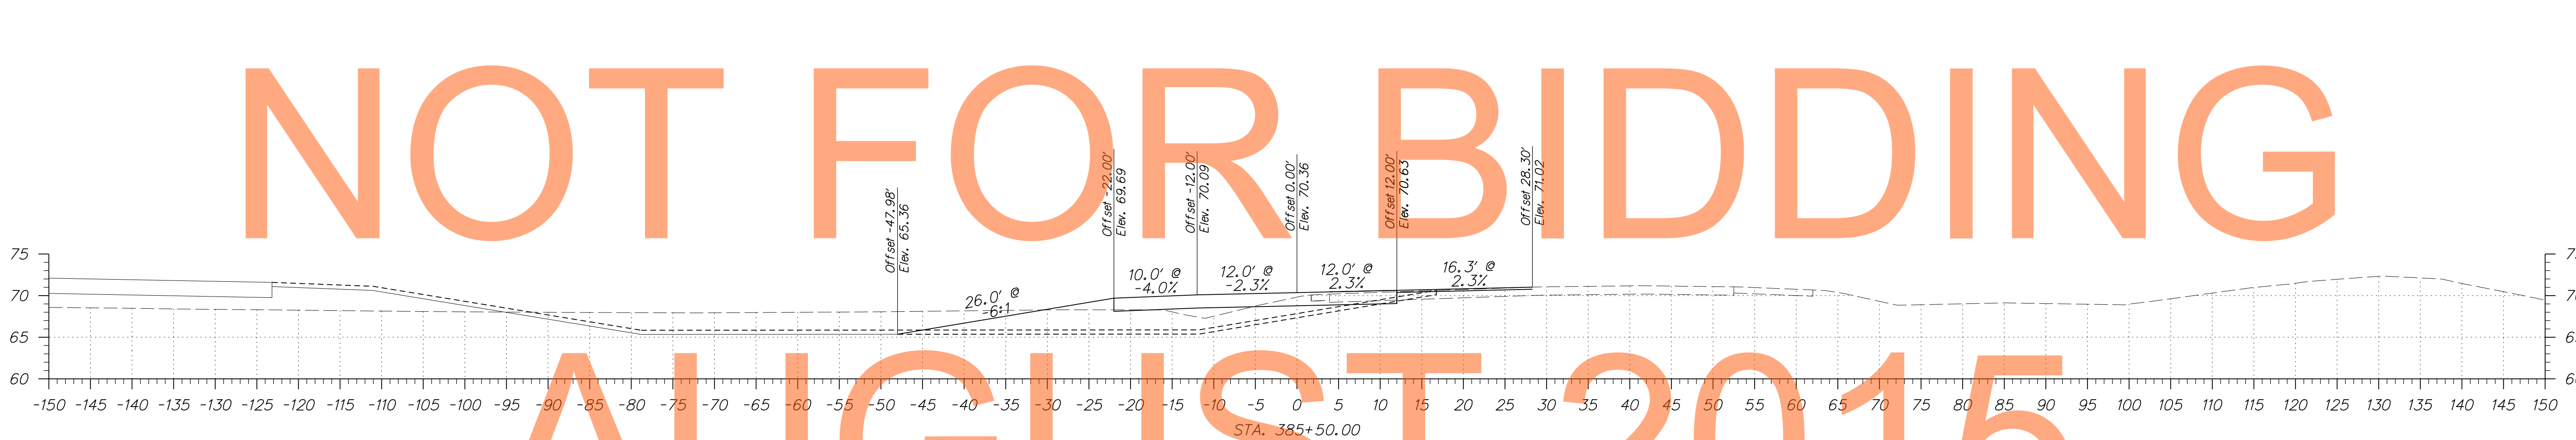 NOT FOR BIDDING
Offset -47.98'
Elev. 65.36
Offset -22.00'
Elev. 69.69
Offset -12.00'
Elev. 70.09
Offset 0.00'
Elev. 70.36
Offset 12.00'
Elev. 70.63
Offset 28.30'
Elev. 71.02
26.0' @
-6:1
10.0' @
-4.0%
12.0' @
-2.3%
12.0' @
2.3%
16.3' @
2.3%
75
70
65
60
-150 -145 -140 -135 -130 -125 -120 -115 -110 -105 -100 -95 -90 -85 -80 -75 -70 -65 -60 -55 -50 -45 -40 -35 -30 -25 -20 -15 -10 -5 0 5 10 15 20 25 30 35 40 45 50 55 60 65 70 75 80 85 90 95 100 105 110 115 120 125 130 135 140 145 150
AUGUST 2015
STA. 385+50.00